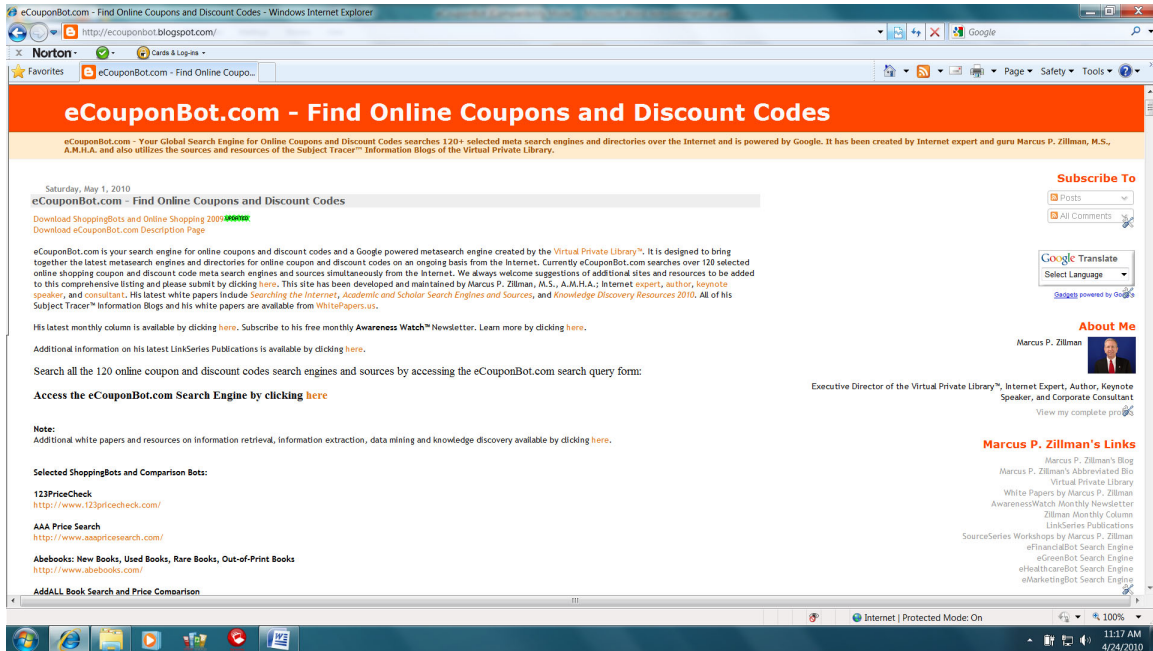 eCouponBot.com - Find Online Coupons and Discount Codes - Windows Internet Explorer
http://ecouponbot.blogspot.com/
Google
x Norton
Cards & Log-ins
Favorites
eCouponBot.com - Find Online Coupo...
Page
Safety
Tools
eCouponBot.com - Find Online Coupons and Discount Codes
eCouponBot.com - Your Global Search Engine for Online Coupons and Discount Codes searches 120+ selected meta search engines and directories over the Internet and is powered by Google. It has been created by Internet expert and guru Marcus P. Zillman, M.S.,
A.M.H.A. and also utilizes the sources and resources of the Subject Tracer™ Information Blogs of the Virtual Private Library.
Saturday, May 1, 2010
eCouponBot.com - Find Online Coupons and Discount Codes
Download ShoppingBots and Online Shopping 2009 UPDATED
Download eCouponBot.com Description Page
eCouponBot.com is your search engine for online coupons and discount codes and a Google powered metasearch engine created by the Virtual Private Library™. It is designed to bring
together the latest metasearch engines and directories for online coupon and discount codes on an ongoing basis from the Internet. Currently eCouponBot.com searches over 120 selected
online shopping coupon and discount code meta search engines and sources simultaneously from the Internet. We always welcome suggestions of additional sites and resources to be added
to this comprehensive listing and please submit by clicking here. This site has been developed and maintained by Marcus P. Zillman, M.S., A.M.H.A.; Internet expert, author, keynote
speaker, and consultant. His latest white papers include Searching the Internet, Academic and Scholar Search Engines and Sources, and Knowledge Discovery Resources 2010. All of his
Subject Tracer™ Information Blogs and his white papers are available from WhitePapers.us.
His latest monthly column is available by clicking here. Subscribe to his free monthly Awareness Watch™ Newsletter. Learn more by clicking here.
Additional information on his latest LinkSeries Publications is available by clicking here.
Search all the 120 online coupon and discount codes search engines and sources by accessing the eCouponBot.com search query form:
Access the eCouponBot.com Search Engine by clicking here
Note:
Additional white papers and resources on information retrieval, information extraction, data mining and knowledge discovery available by clicking here.
Selected ShoppingBots and Comparison Bots:
123PriceCheck
http://www.123pricecheck.com/
AAA Price Search
http://www.aaapricesearch.com/
Abebooks: New Books, Used Books, Rare Books, Out-of-Print Books
http://www.abebooks.com/
AddALL Book Search and Price Comparison
Subscribe To
Posts
All Comments
Google Translate
Select Language
Gadgets powered by Google
About Me
Marcus P. Zillman
Executive Director of the Virtual Private Library™, Internet Expert, Author, Keynote
Speaker, and Corporate Consultant
View my complete
Marcus P. Zillman's Links
Marcus P. Zillman's Blog
Marcus P. Zillman's Abbreviated Bio
Virtual Private Library
White Papers by Marcus P. Zillman
AwarenessWatch Monthly Newsletter
Zillman Monthly Column
LinkSeries Publications
SourceSeries Workshops by Marcus P. Zillman
eFinancialBot Search Engine
eGreenBot Search Engine
eHealthcareBot Search Engine
eMarketingBot Search Engine
Internet | Protected Mode: On
100%
11:17 AM
4/24/2010